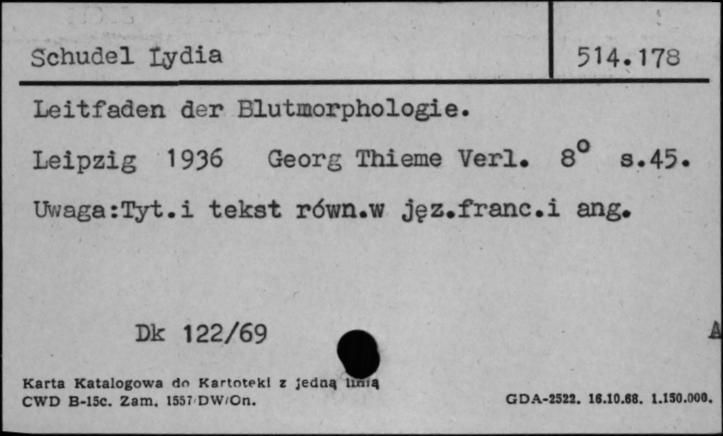 Schudel Lydia 514.178
Leitfaden der Blutmorphologie.
Leipzig 1936 Georg Thieme Verl. 8° s.45.
Uwaga:Tyt.i tekst równ.w jęz.franc.i ang.
Dk 122/69
A
Karta Katalogowa do Kartoteki z jedną linią
CWD B-15c. Zam. 1557/DW/On. GDA-2522. 16.10.68. 1.150.000.